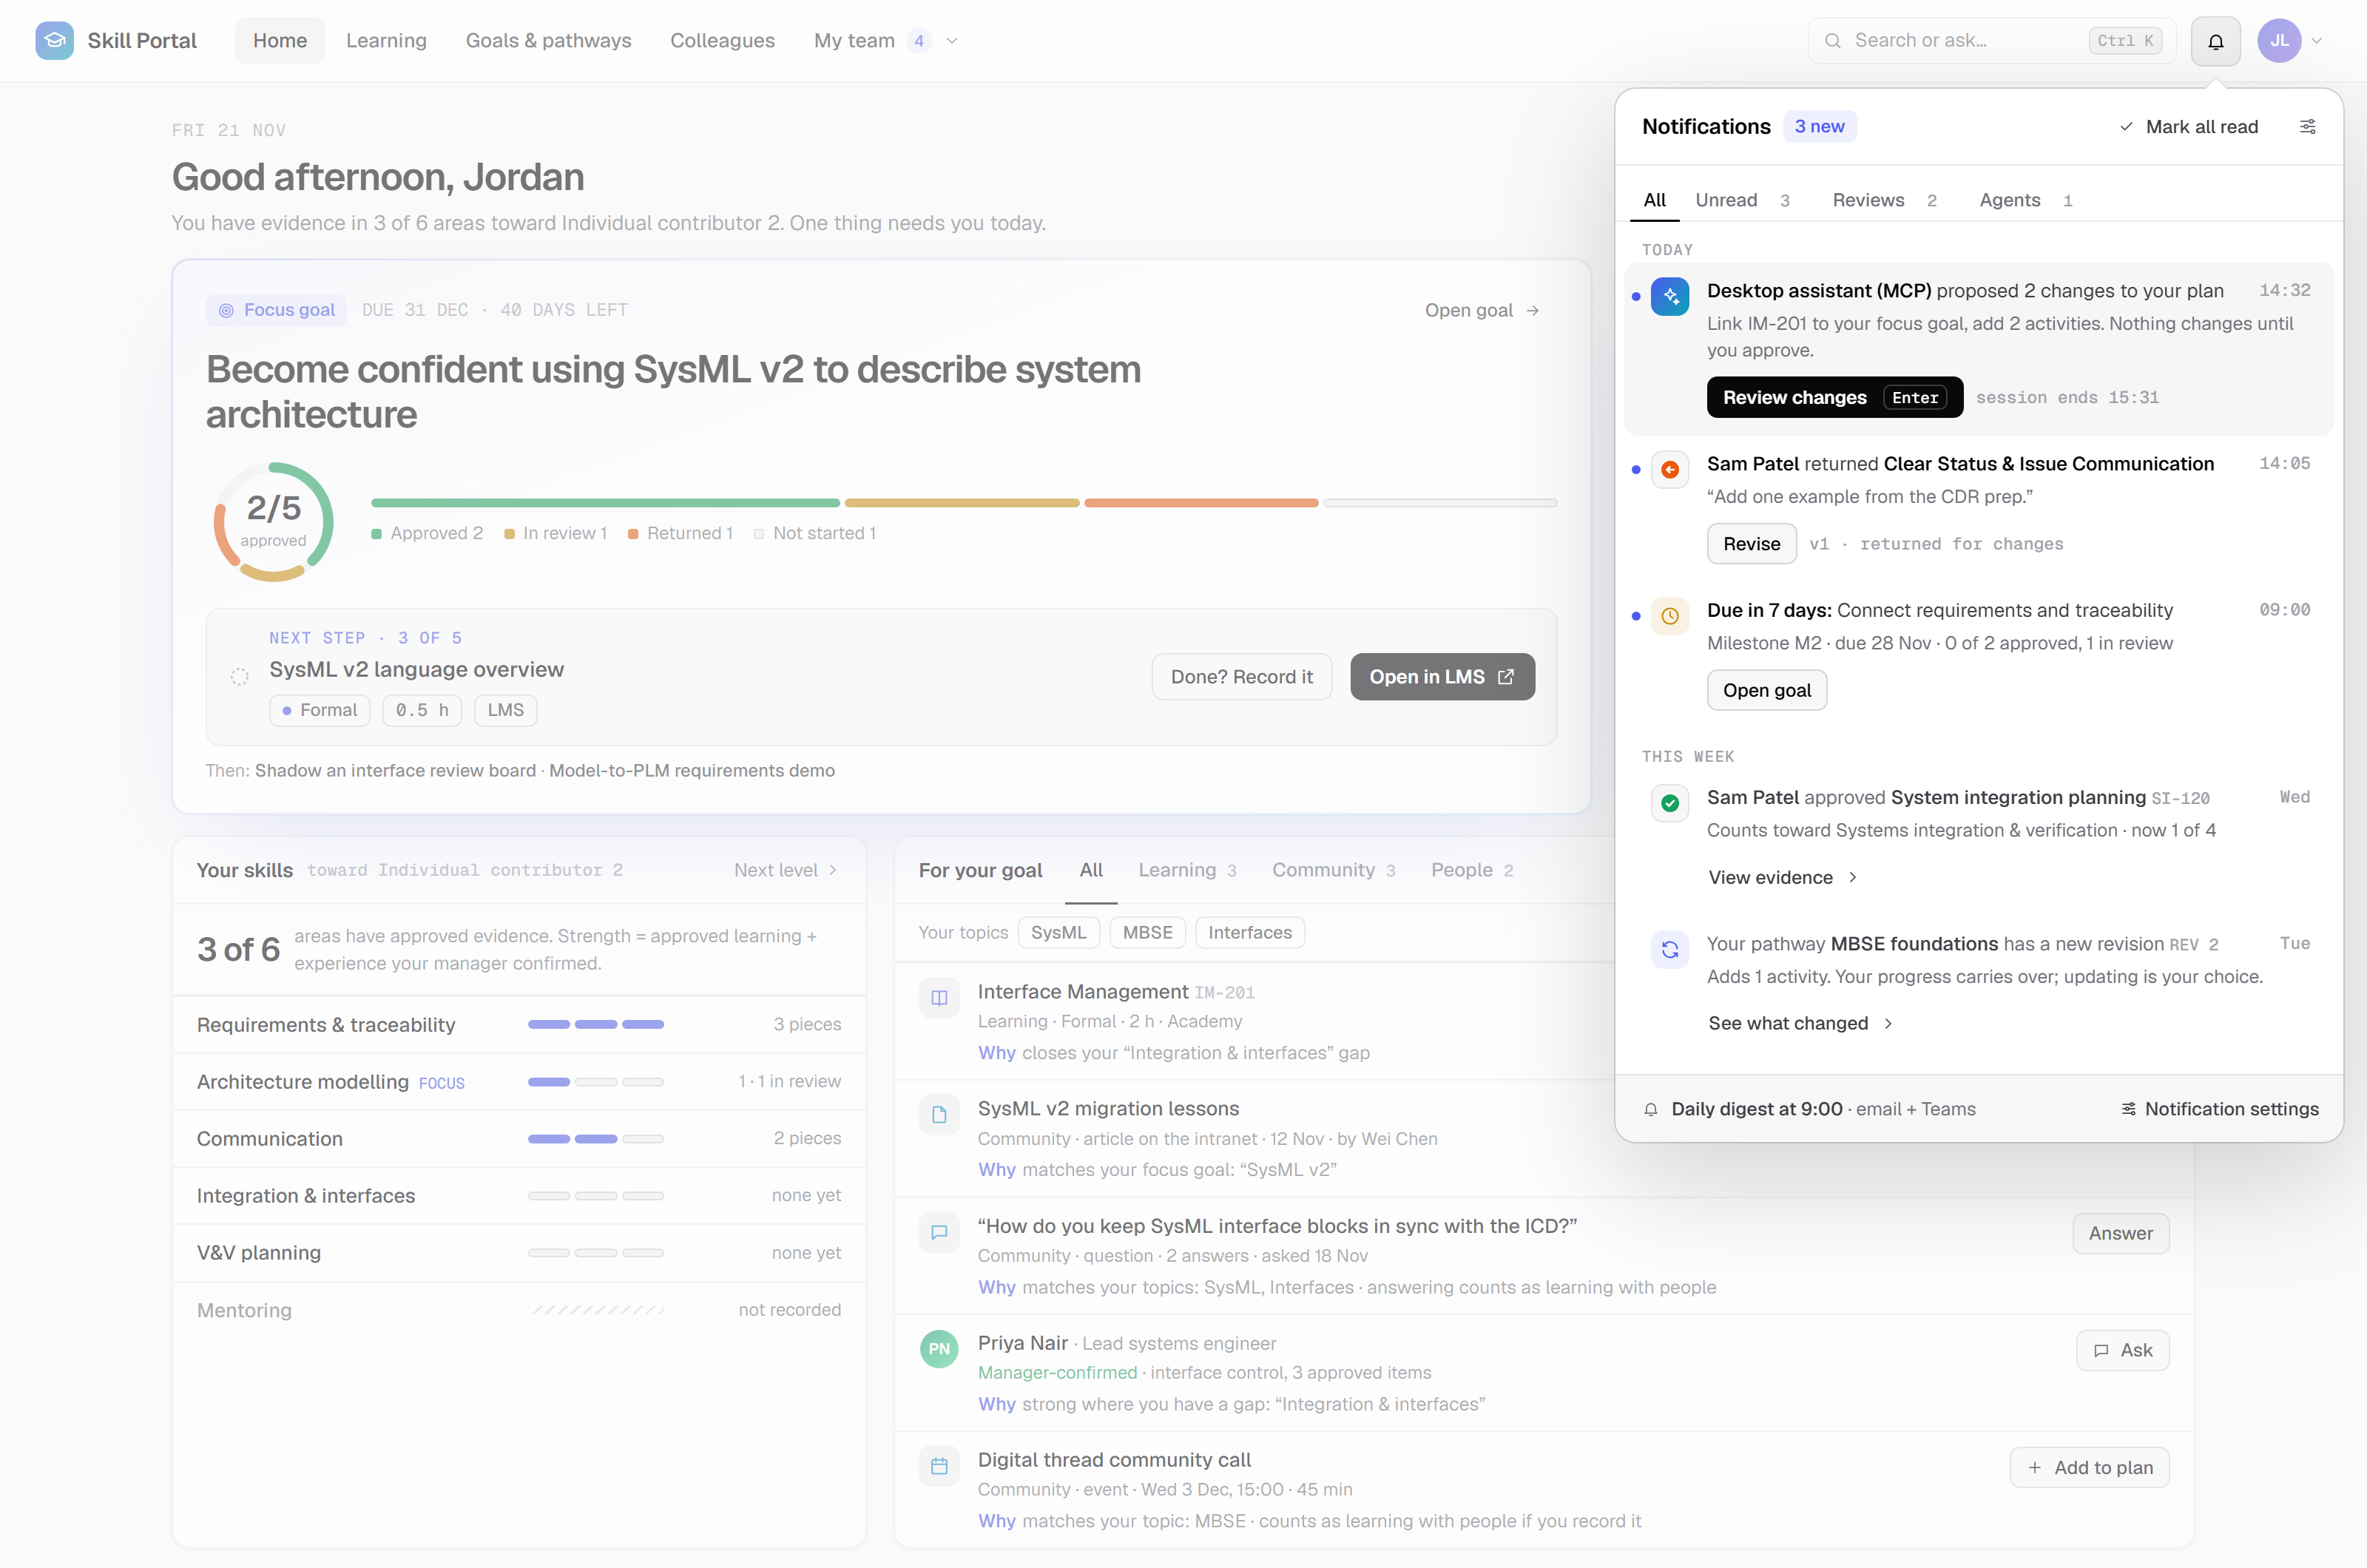 Skill Portal
Home
Learning
Goals & pathways
Colleagues
My team 4
Search or ask... Ctrl K
JL
FRI 21 NOV
Good afternoon, Jordan
You have evidence in 3 of 6 areas toward Individual contributor 2. One thing needs you today.
Focus goal
DUE 31 DEC · 40 DAYS LEFT
Open goal
Become confident using SysML v2 to describe system
architecture
2/5
approved
Approved 2
In review 1
Returned 1
Not started 1
NEXT STEP · 3 OF 5
SysML v2 language overview
Formal
0.5 h
LMS
Done? Record it
Open in LMS
Then: Shadow an interface review board · Model-to-PLM requirements demo
Your skills toward Individual contributor 2
Next level
3 of 6
areas have approved evidence. Strength = approved learning +
experience your manager confirmed.
Requirements & traceability 3 pieces
Architecture modelling FOCUS 1 · 1 in review
Communication 2 pieces
Integration & interfaces none yet
V&V planning none yet
Mentoring not recorded
For your goal
All
Learning 3
Community 3
People 2
Your topics SysML MBSE Interfaces
Interface Management IM-201
Learning · Formal · 2 h · Academy
Why closes your “Integration & interfaces” gap
SysML v2 migration lessons
Community · article on the intranet · 12 Nov · by Wei Chen
Why matches your focus goal: “SysML v2”
“How do you keep SysML interface blocks in sync with the ICD?”
Community · question · 2 answers · asked 18 Nov
Why matches your topics: SysML, Interfaces · answering counts as learning with people
Answer
PN
Priya Nair · Lead systems engineer
Manager-confirmed · interface control, 3 approved items
Why strong where you have a gap: “Integration & interfaces”
Ask
Digital thread community call
Community · event · Wed 3 Dec, 15:00 · 45 min
Why matches your topic: MBSE · counts as learning with people if you record it
Add to plan
Notifications 3 new
Mark all read
All
Unread 3
Reviews 2
Agents 1
TODAY
Desktop assistant (MCP) proposed 2 changes to your plan 14:32
Link IM-201 to your focus goal, add 2 activities. Nothing changes until
you approve.
Review changes Enter
session ends 15:31
Sam Patel returned Clear Status & Issue Communication 14:05
“Add one example from the CDR prep.”
Revise
v1 · returned for changes
Due in 7 days: Connect requirements and traceability 09:00
Milestone M2 · due 28 Nov · 0 of 2 approved, 1 in review
Open goal
THIS WEEK
Sam Patel approved System integration planning SI-120 Wed
Counts toward Systems integration & verification · now 1 of 4
View evidence
Your pathway MBSE foundations has a new revision REV 2 Tue
Adds 1 activity. Your progress carries over; updating is your choice.
See what changed
Daily digest at 9:00 · email + Teams
Notification settings